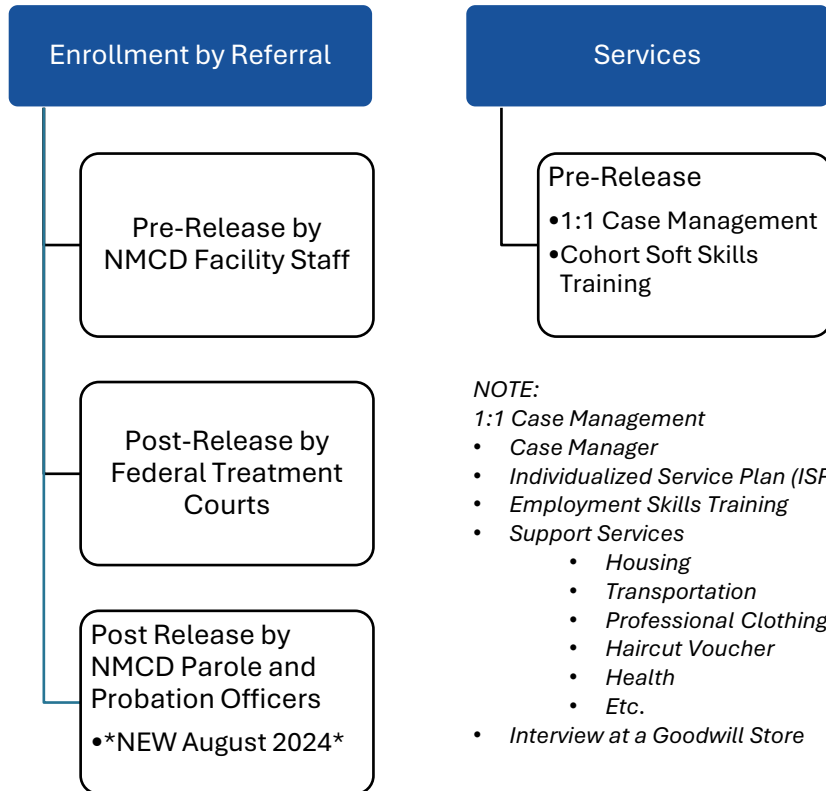 Enrollment by Referral
Pre-Release by
NMCD Facility Staff
Post-Release by
Federal Treatment
Courts
Post Release by
NMCD Parole and
Probation Officers
•*NEW August 2024*
Services
Pre-Release
•1:1 Case Management
•Cohort Soft Skills
Training
NOTE:
1:1 Case Management
• Case Manager
• Individualized Service Plan (ISP
• Employment Skills Training
• Support Services
• Housing
• Transportation
• Professional Clothing
• Haircut Voucher
• Health
• Etc.
• Interview at a Goodwill Store